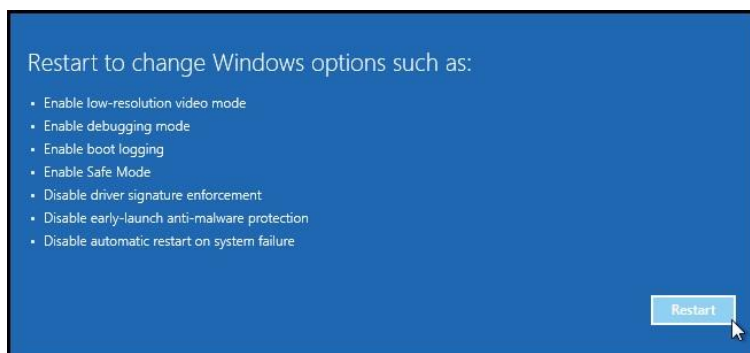 Restart to change Windows options such as:
• Enable low-resolution video mode
• Enable debugging mode
• Enable boot logging
• Enable Safe Mode
• Disable driver signature enforcement
• Disable early-launch anti-malware protection
• Disable automatic restart on system failure
Restart